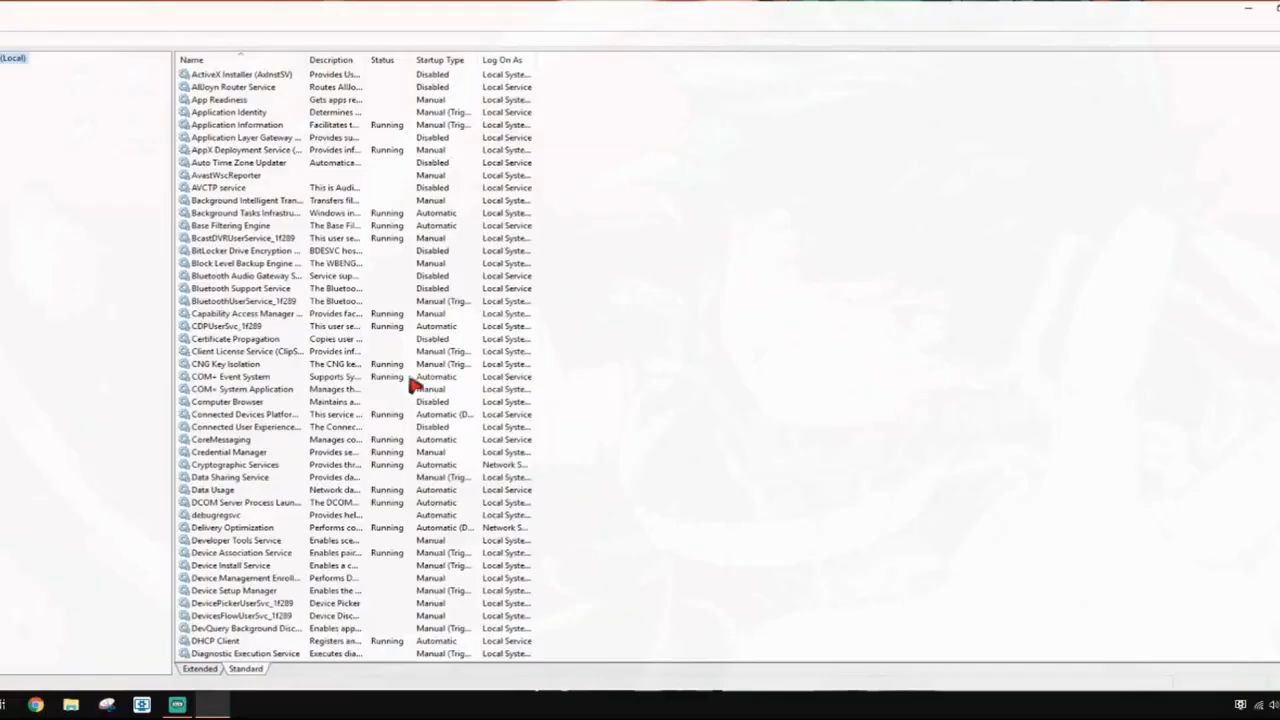 (Local)
Name Description Status Startup Type Log On As
ActiveX Installer (AxInstSV) Provides Us... Disabled Local Syste...
AllJoyn Router Service Routes AllJo... Disabled Local Service
App Readiness Gets apps re... Manual Local Syste...
Application Identity Determines ... Manual (Trig... Local Service
Application Information Facilitates t... Running Manual (Trig... Local Syste...
Application Layer Gateway ... Provides su... Disabled Local Service
AppX Deployment Service (... Provides inf... Running Manual Local Syste...
Auto Time Zone Updater Automatica... Disabled Local Service
AvastWscReporter Manual Local Syste...
AVCTP service This is Audi... Disabled Local Service
Background Intelligent Tran... Transfers fil... Manual Local Syste...
Background Tasks Infrastru... Windows in... Running Automatic Local Syste...
Base Filtering Engine The Base Fil... Running Automatic Local Service
BcastDVRUserService_1f289 This user se... Running Manual Local Syste...
BitLocker Drive Encryption ... BDESVC hos... Disabled Local Syste...
Block Level Backup Engine ... The WBENG... Manual Local Syste...
Bluetooth Audio Gateway S... Service sup... Disabled Local Service
Bluetooth Support Service The Bluetoo... Disabled Local Service
BluetoothUserService_1f289 The Bluetoo... Manual (Trig... Local Syste...
Capability Access Manager ... Provides fac... Running Manual Local Syste...
CDPUserSvc_1f289 This user se... Running Automatic Local Syste...
Certificate Propagation Copies user ... Disabled Local Syste...
Client License Service (ClipS... Provides inf... Manual (Trig... Local Syste...
CNG Key Isolation The CNG ke... Running Manual (Trig... Local Syste...
COM+ Event System Supports Sy... Running Automatic Local Service
COM+ System Application Manages th... Manual Local Syste...
Computer Browser Maintains a... Disabled Local Syste...
Connected Devices Platfor... This service ... Running Automatic (D... Local Service
Connected User Experience... The Connec... Disabled Local Syste...
CoreMessaging Manages co... Running Automatic Local Service
Credential Manager Provides se... Running Manual Local Syste...
Cryptographic Services Provides thr... Running Automatic Network S...
Data Sharing Service Provides da... Manual (Trig... Local Syste...
Data Usage Network da... Running Automatic Local Service
DCOM Server Process Laun... The DCOM... Running Automatic Local Syste...
debugregsvc Provides hel... Automatic Local Syste...
Delivery Optimization Performs co... Running Automatic (D... Network S...
Developer Tools Service Enables sce... Manual Local Syste...
Device Association Service Enables pair... Running Manual (Trig... Local Syste...
Device Install Service Enables a c... Manual (Trig... Local Syste...
Device Management Enroll... Performs D... Manual Local Syste...
Device Setup Manager Enables the ... Manual (Trig... Local Syste...
DevicePickerUserSvc_1f289 Device Picker Manual Local Syste...
DevicesFlowUserSvc_1f289 Device Disc... Manual Local Syste...
DevQuery Background Disc... Enables app... Manual (Trig... Local Syste...
DHCP Client Registers an... Running Automatic Local Service
Diagnostic Execution Service Executes dia... Manual (Trig... Local Syste...
Extended Standard